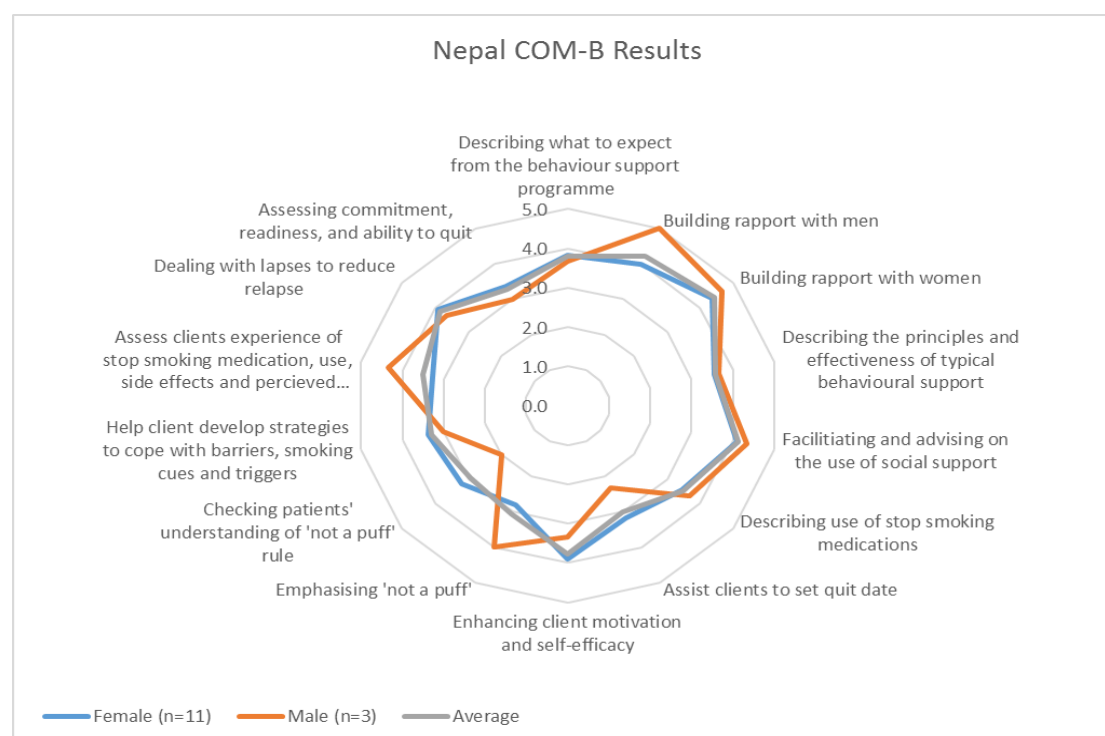 Nepal COM-B Results
Describing what to expect
from the behaviour support
programme
Building rapport with men
Building rapport with women
Describing the principles and
effectiveness of typical
behavioural support
Facilitiating and advising on
the use of social support
Describing use of stop smoking
medications
Assist clients to set quit date
Enhancing client motivation
and self-efficacy
Emphasising 'not a puff'
Checking patients'
understanding of 'not a puff'
rule
Help client develop strategies
to cope with barriers, smoking
cues and triggers
Assess clients experience of
stop smoking medication, use,
side effects and percieved...
Dealing with lapses to reduce
relapse
Assessing commitment,
readiness, and ability to quit
5.0
4.0
3.0
2.0
1.0
0.0
Female (n=11)
Male (n=3)
Average